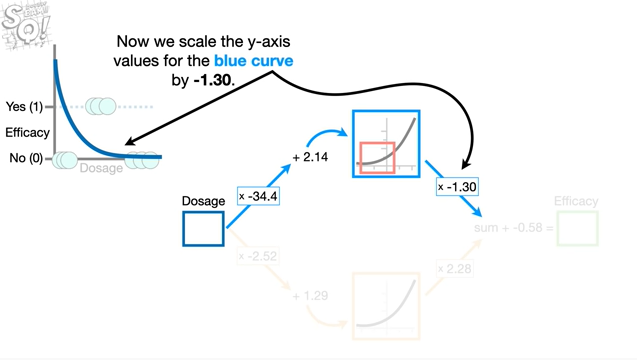 StatQuest!
Now we scale the y-axis
values for the blue curve
by -1.30.
Yes (1)
Efficacy
No (0)
Dosage
+ 2.14
x -34.4
x -1.30
Dosage
Efficacy
sum + -0.58 =
x -2.52
x 2.28
+ 1.29